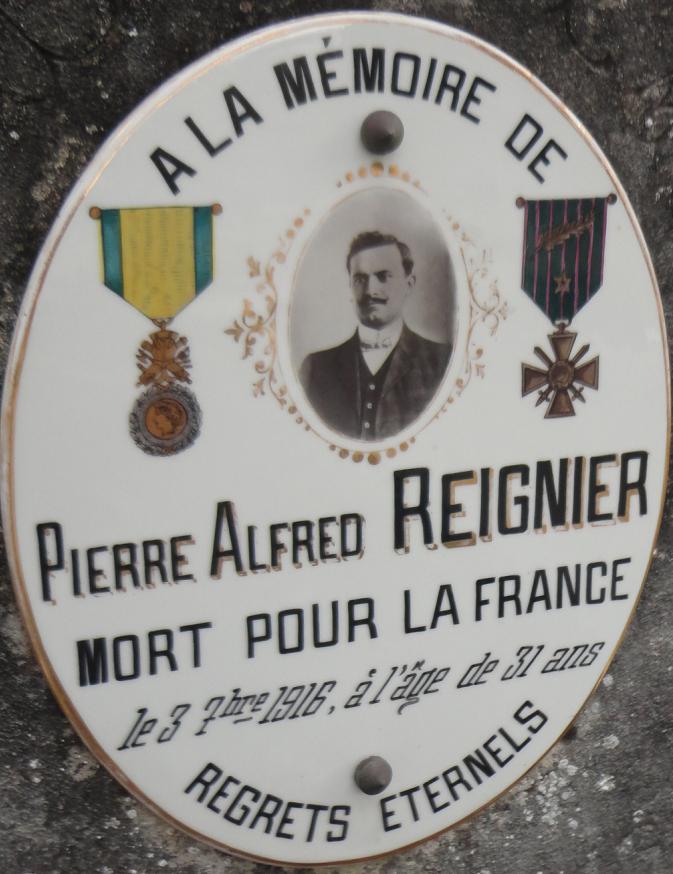 A LA MÉMOIRE DE
PIERRE ALFRED REIGNIER
MORT POUR LA FRANCE
le 3 7bre 1916, à l'âge de 31 ans
REGRETS ETERNELS